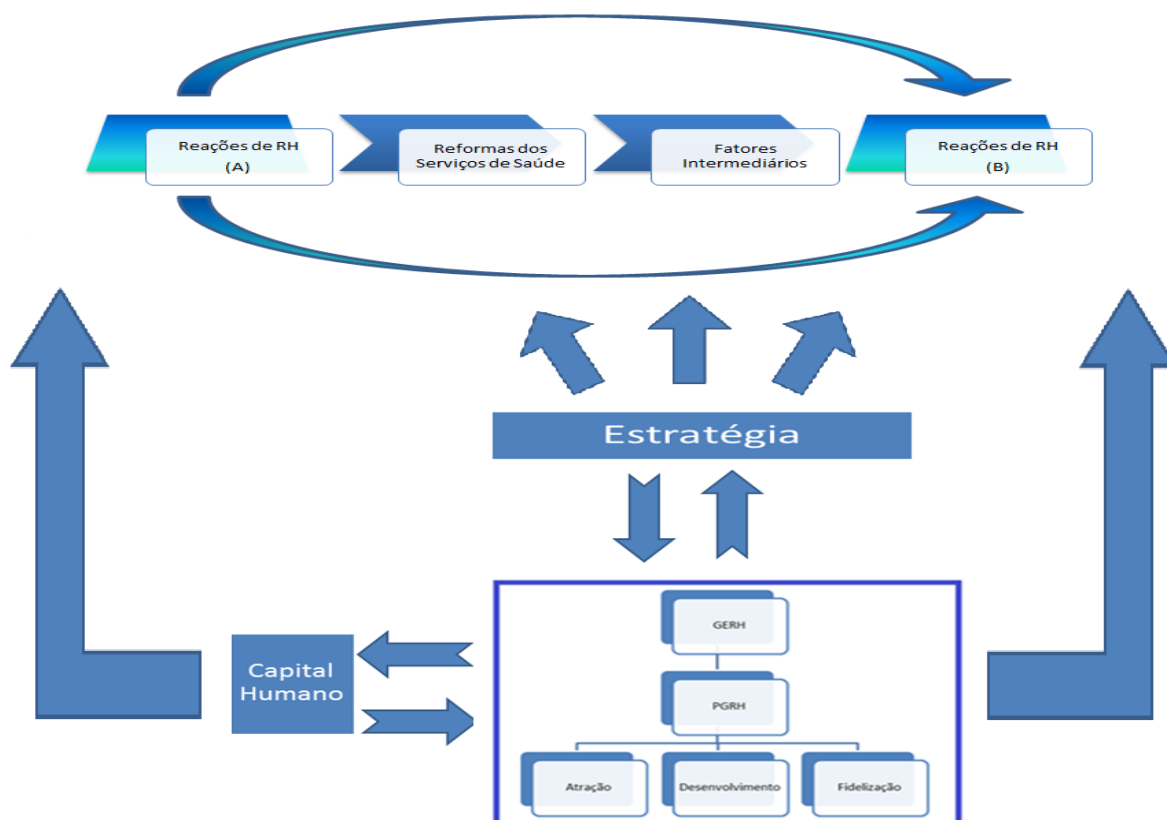 Reações de RH
(A)
Reformas dos
Serviços de Saúde
Fatores
Intermediários
Reações de RH
(B)
Estratégia
Capital
Humano
GERH
PGRH
Atração
Desenvolvimento
Fidelização